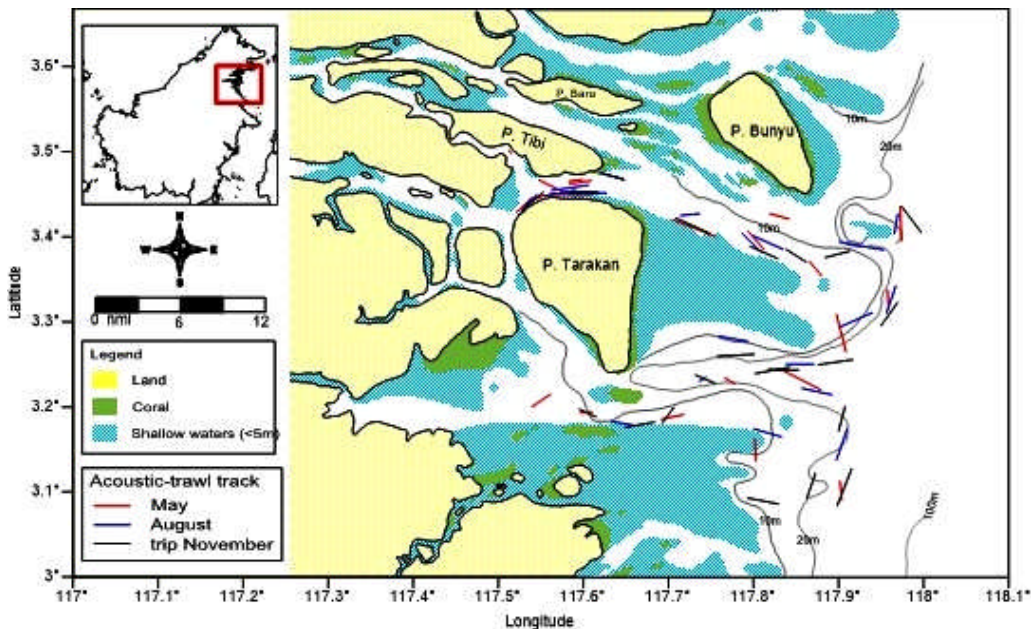 3.6°
3.5°
3.4°
3.3°
3.2°
3.1°
3°
Latitude
N
W
E
S
0 nmi 6 12
Legend
Land
Coral
Shallow waters (<5m)
Acoustic-trawl track
May
August
trip November
P. Baru
P. Tibi
P. Bunyu
P. Tarakan
10m
20m
10m
10m
20m
100m
117° 117.1° 117.2° 117.3° 117.4° 117.5° 117.6° 117.7° 117.8° 117.9° 118° 118.1°
Longitude